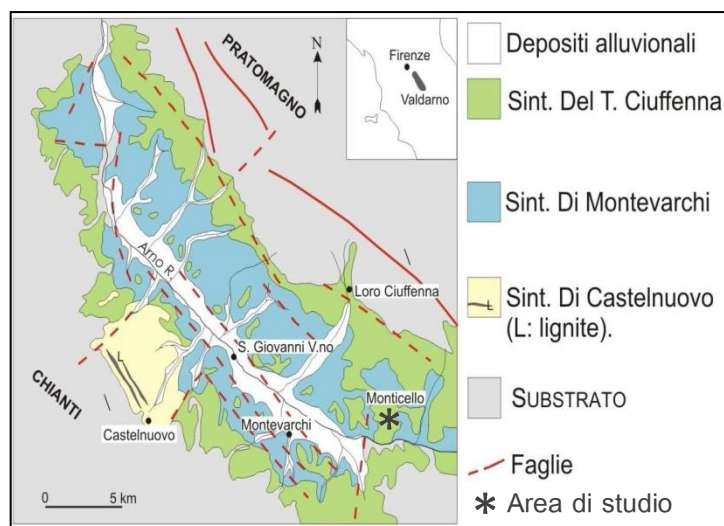 PRATOMAGNO
N
Firenze
Valdarno
Arno R.
Loro Ciuffenna
S. Giovanni V.no
L
CHIANTI
Monticello
Montevarchi
Castelnuovo
0 5 km
Depositi alluvionali
Sint. Del T. Ciuffenna
Sint. Di Montevarchi
L
Sint. Di Castelnuovo
(L: lignite).
SUBSTRATO
Faglie
* Area di studio